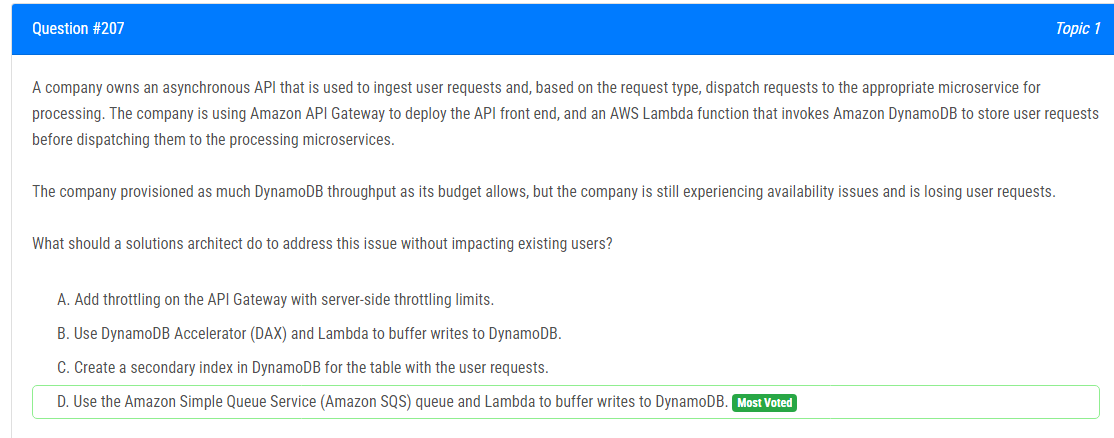 Question #207
Topic 1
A company owns an asynchronous API that is used to ingest user requests and, based on the request type, dispatch requests to the appropriate microservice for
processing. The company is using Amazon API Gateway to deploy the API front end, and an AWS Lambda function that invokes Amazon DynamoDB to store user requests
before dispatching them to the processing microservices.
The company provisioned as much DynamoDB throughput as its budget allows, but the company is still experiencing availability issues and is losing user requests.
What should a solutions architect do to address this issue without impacting existing users?
A. Add throttling on the API Gateway with server-side throttling limits.
B. Use DynamoDB Accelerator (DAX) and Lambda to buffer writes to DynamoDB.
C. Create a secondary index in DynamoDB for the table with the user requests.
D. Use the Amazon Simple Queue Service (Amazon SQS) queue and Lambda to buffer writes to DynamoDB. Most Voted